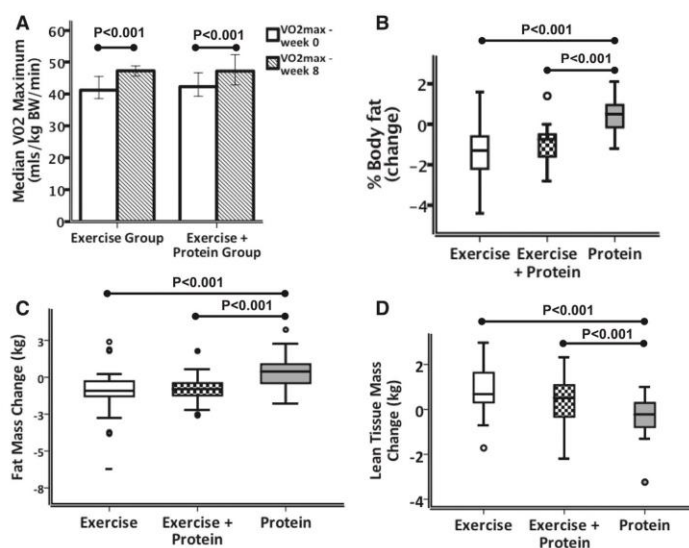 A
P<0.001
P<0.001
VO2max -
week 0
VO2max -
week 8
60
50
40
30
20
10
0
Median VO2 Maximum
(mls/kg BW/min)
Exercise Group
Exercise +
Protein Group
B
P<0.001
P<0.001
2
0
−2
−4
% Body fat
(change)
Exercise
Exercise
+ Protein
Protein
C
P<0.001
P<0.001
3
0
-3
-5
-8
Fat Mass Change (kg)
Exercise
Exercise +
Protein
Protein
D
P<0.001
P<0.001
2
0
-2
-4
Lean Tissue Mass
Change (kg)
Exercise
Exercise +
Protein
Protein